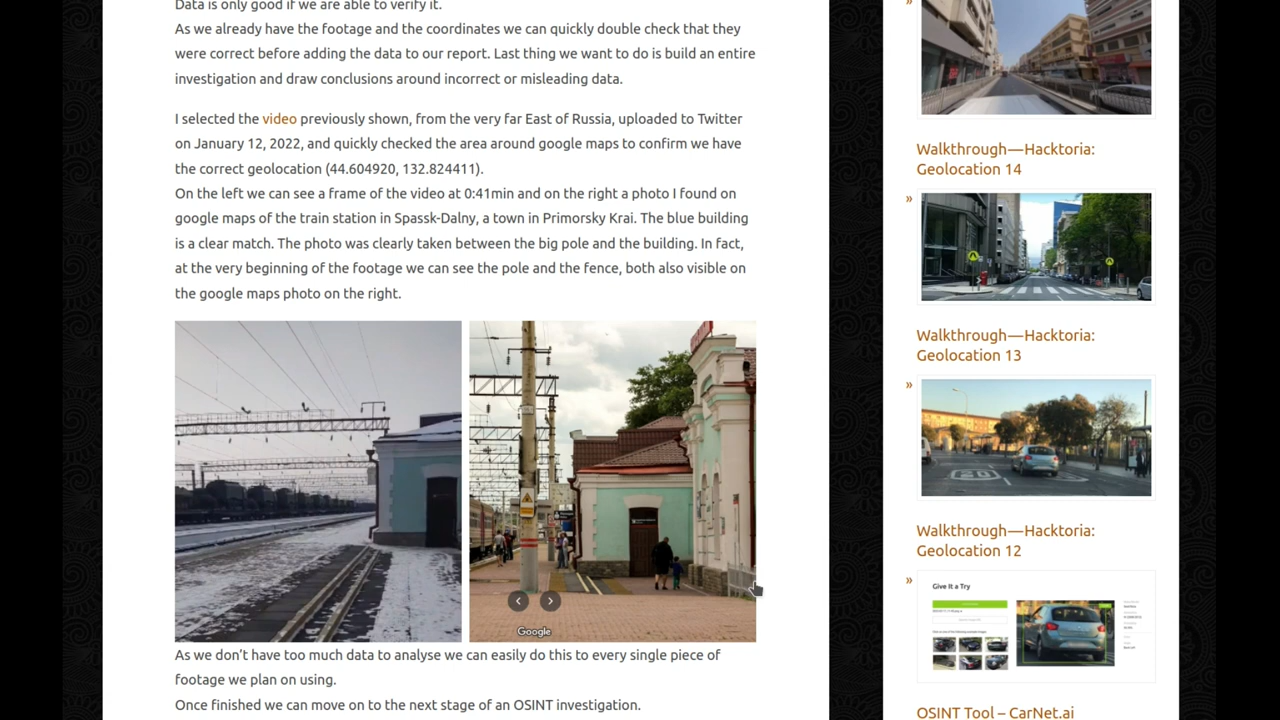 Data is only good if we are able to verify it.
As we already have the footage and the coordinates we can quickly double check that they
were correct before adding the data to our report. Last thing we want to do is build an entire
investigation and draw conclusions around incorrect or misleading data.
I selected the video previously shown, from the very far East of Russia, uploaded to Twitter
on January 12, 2022, and quickly checked the area around google maps to confirm we have
the correct geolocation (44.604920, 132.824411).
On the left we can see a frame of the video at 0:41min and on the right a photo I found on
google maps of the train station in Spassk-Dalny, a town in Primorsky Krai. The blue building
is a clear match. The photo was clearly taken between the big pole and the building. In fact,
at the very beginning of the footage we can see the pole and the fence, both also visible on
the google maps photo on the right.
Google
As we don't have too much data to analise we can easily do this to every single piece of
footage we plan on using.
Once finished we can move on to the next stage of an OSINT investigation.
»
Walkthrough—Hacktoria:
Geolocation 14
»
Walkthrough—Hacktoria:
Geolocation 13
»
Walkthrough—Hacktoria:
Geolocation 12
»
Give It a Try
OSINT Tool – CarNet.ai